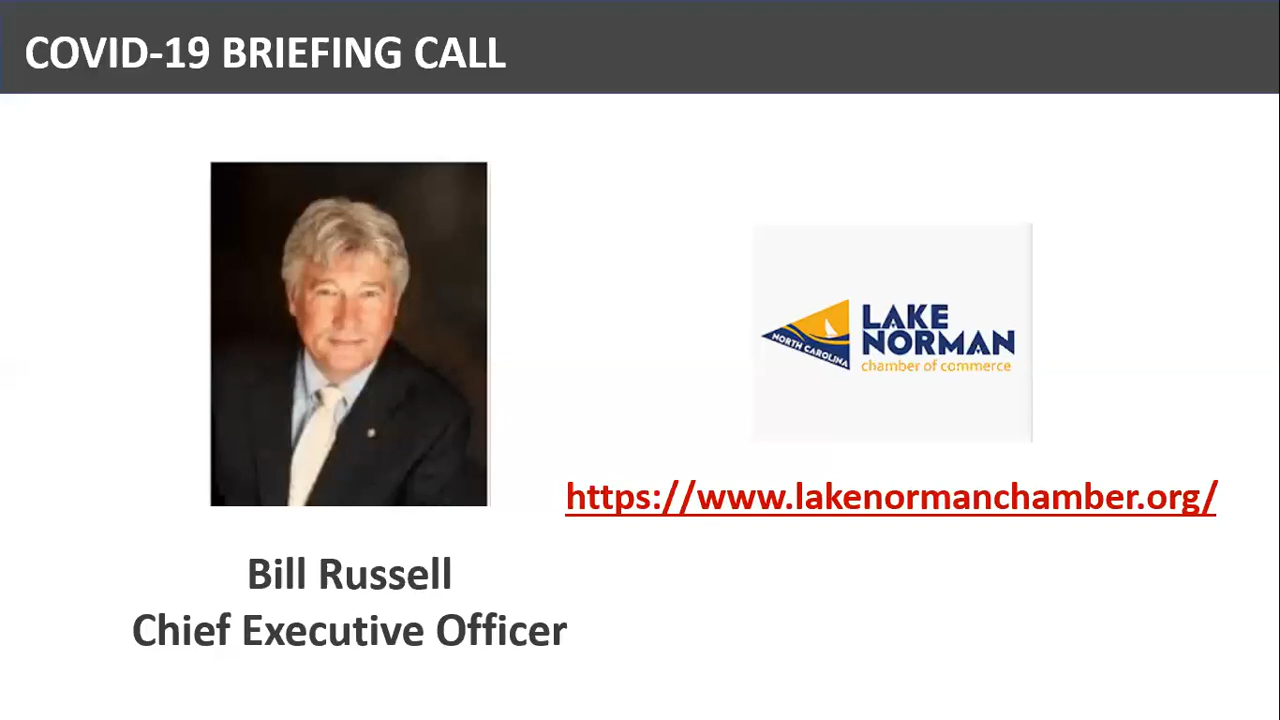 COVID-19 BRIEFING CALL
NORTH CAROLINA
LAKE
NORMAN
chamber of commerce
https://www.lakenormanchamber.org/
Bill Russell
Chief Executive Officer